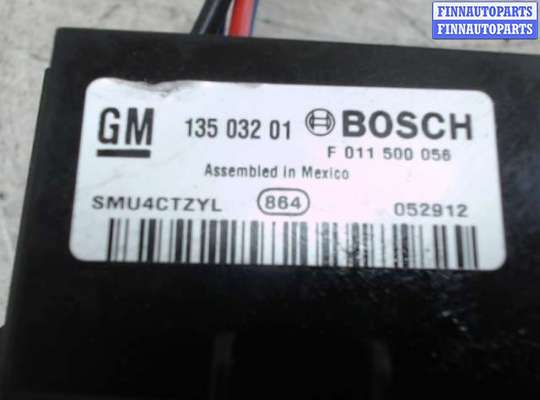 FINNAUTOPARTS
FINNAUTOPARTS
GM 135 032 01 BOSCH
F 011 500 056
Assembled in Mexico
SMU4CTZYL 864 052912